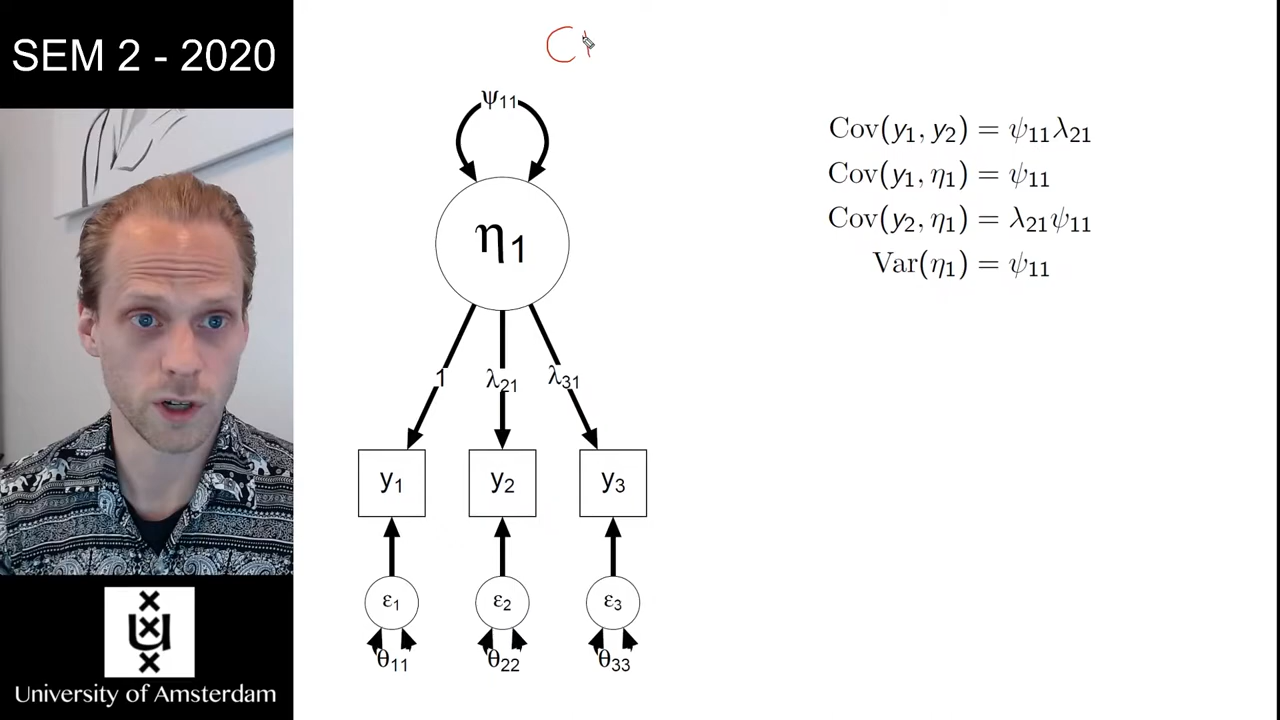 SEM 2 - 2020
C
ψ11
η1
1 λ21 λ31
y1 y2 y3
ε1 ε2 ε3
θ11 θ22 θ33
Cov(y1, y2) = ψ11λ21
Cov(y1, η1) = ψ11
Cov(y2, η1) = λ21ψ11
Var(η1) = ψ11
University of Amsterdam